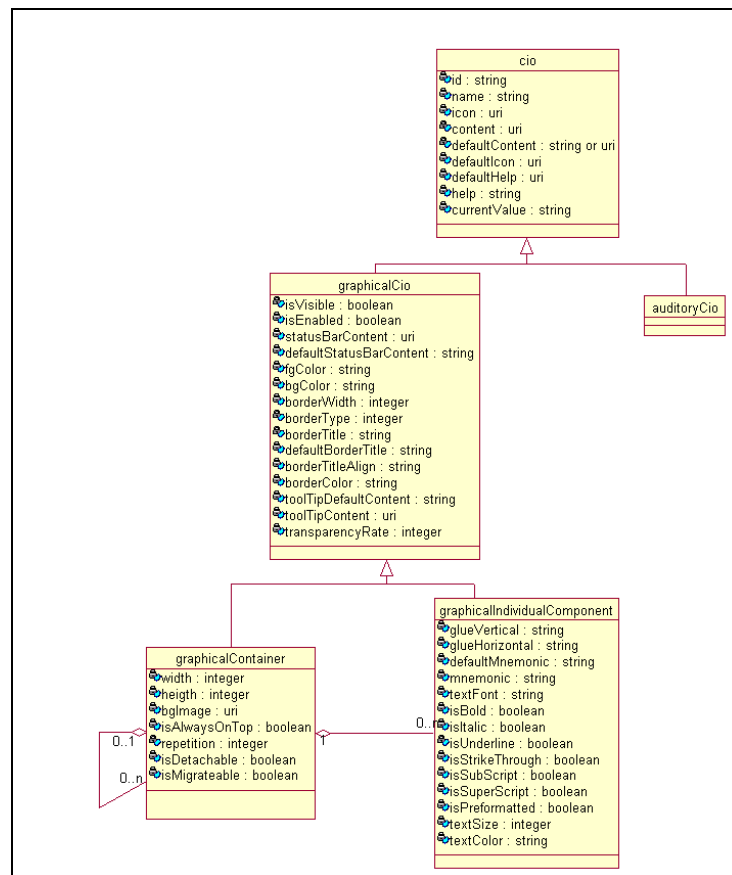 cio
id : string
name : string
icon : uri
content : uri
defaultContent : string or uri
defaultIcon : uri
defaultHelp : uri
help : string
currentValue : string
graphicalCio
isVisible : boolean
isEnabled : boolean
statusBarContent : uri
defaultStatusBarContent : string
fgColor : string
bgColor : string
borderWidth : integer
borderType : integer
borderTitle : string
defaultBorderTitle : string
borderTitleAlign : string
borderColor : string
toolTipDefaultContent : string
toolTipContent : uri
transparencyRate : integer
auditoryCio
graphicalContainer
width : integer
heigth : integer
bgImage : uri
isAlwaysOnTop : boolean
repetition : integer
isDetachable : boolean
isMigrateable : boolean
0..1
0..n
1
0..n
graphicalIndividualComponent
glueVertical : string
glueHorizontal : string
defaultMnemonic : string
mnemonic : string
textFont : string
isBold : boolean
isItalic : boolean
isUnderline : boolean
isStrikeThrough : boolean
isSubScript : boolean
isSuperScript : boolean
isPreformatted : boolean
textSize : integer
textColor : string